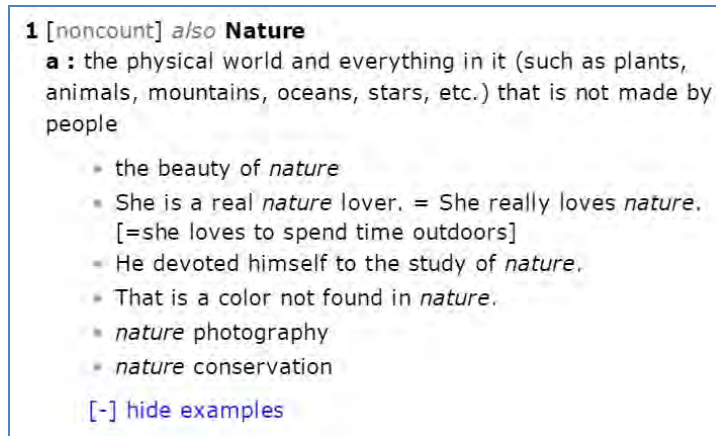 1 [noncount] also Nature
a : the physical world and everything in it (such as plants,
animals, mountains, oceans, stars, etc.) that is not made by
people
▪ the beauty of nature
▪ She is a real nature lover. = She really loves nature.
[=she loves to spend time outdoors]
▪ He devoted himself to the study of nature.
▪ That is a color not found in nature.
▪ nature photography
▪ nature conservation
[-] hide examples